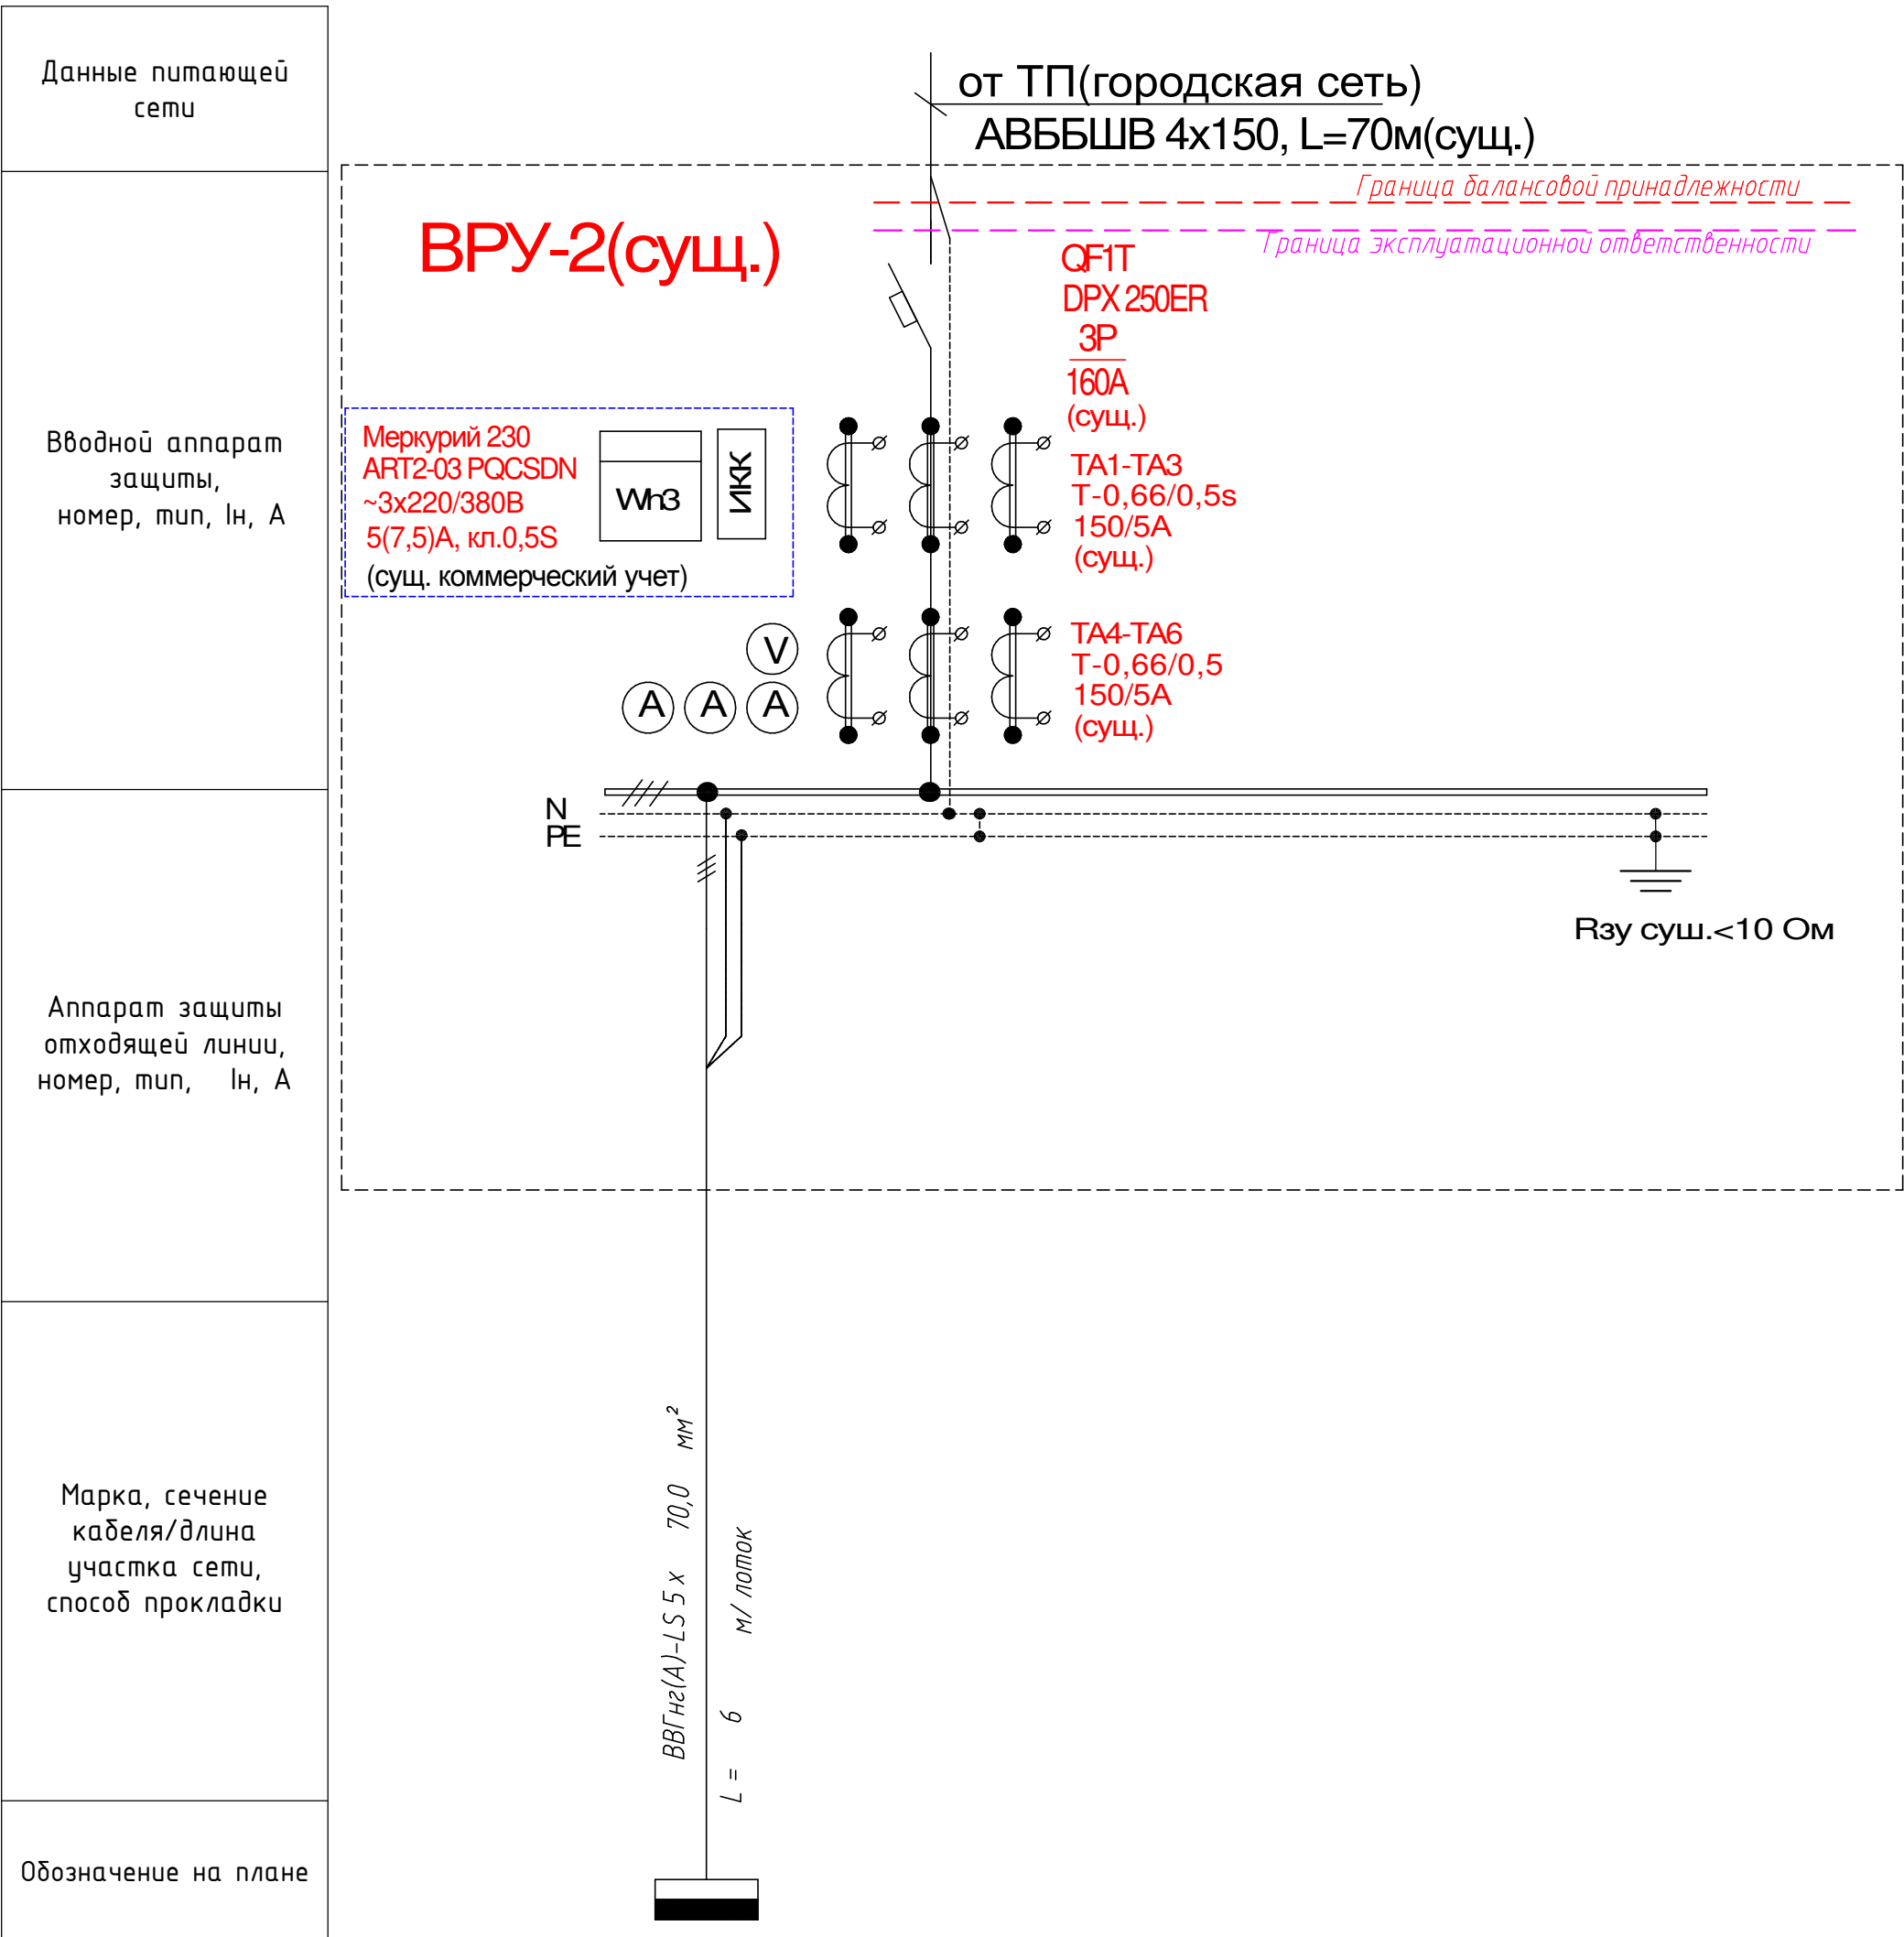 Данные питающей
сети
от ТП(городская сеть)
АВББШВ 4х150, L=70м(сущ.)
Граница балансовой принадлежности
Граница эксплуатационной ответственности
ВРУ-2(сущ.)
QF1T
DPX 250ER
3P
160A
(сущ.)
Вводной аппарат
защиты,
номер, тип, Iн, А
Меркурий 230
ART2-03 PQCSDN
~3х220/380В
5(7,5)А, кл.0,5S
(сущ. коммерческий учет)
Wh3
ИКК
TA1-TA3
Т-0,66/0,5s
150/5A
(сущ.)
V
A
A
A
TA4-TA6
Т-0,66/0,5
150/5A
(сущ.)
N
PE
Rзу суш.<10 Ом
Аппарат защиты
отходящей линии,
номер, тип, Iн, А
Марка, сечение
кабеля/длина
участка сети,
способ прокладки
ВВГнг(А)-LS 5 х 70,0 мм²
L = 6 м/лоток
Обозначение на плане